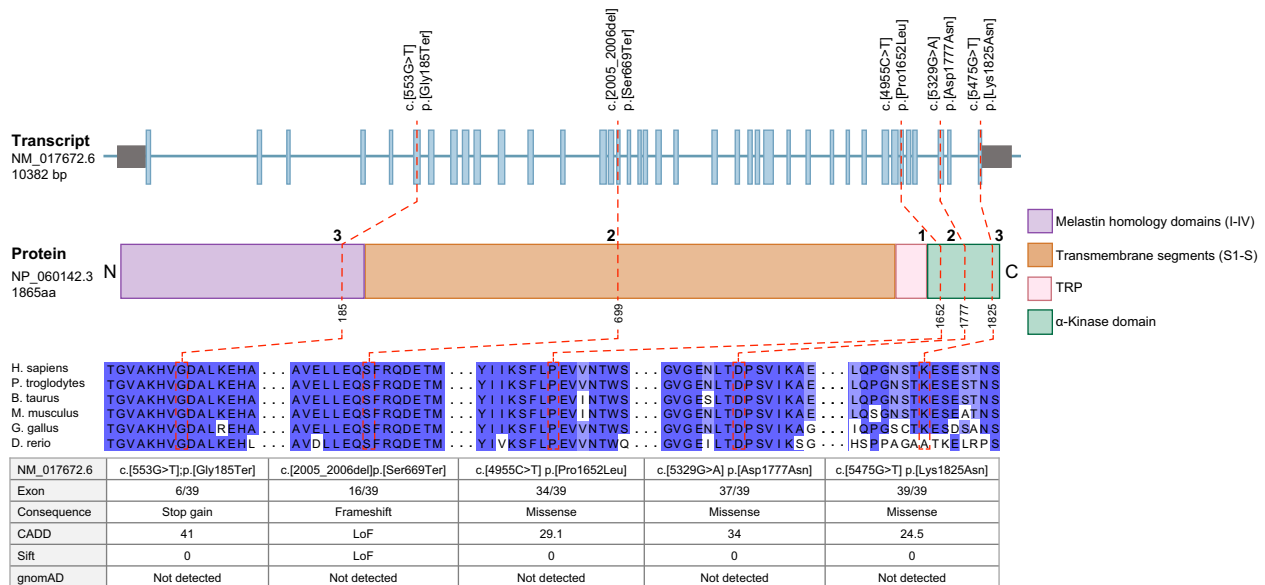 c.[553G>T]
p.[Gly185Ter]
c.[2005_2006del]
p.[Ser669Ter]
c.[4955C>T]
p.[Pro1652Leu]
c.[5329G>A]
p.[Asp1777Asn]
c.[5475G>T]
p.[Lys1825Asn]
Transcript
NM_017672.6
10382 bp
Protein
NP_060142.3
1865aa
N
3 2 1 2 3
C
185 699 1652 1777 1825
Melastin homology domains (I-IV)
Transmembrane segments (S1-S)
TRP
α-Kinase domain
H. sapiens TGVAKHVGDALKEHA ... AVELLEQSFRQDETM ... YIIKSFLPEVVNTWS ... GVGENLTDPSVIKAE ... LQPGNSTKESESTNS
P. troglodytes TGVAKHVGDALKEHA ... AVELLEQSFRQDETM ... YIIKSFLPEVVNTWS ... GVGENLTDPSVIKAE ... LQPGNSTKESESTNS
B. taurus TGVAKHVGDALKEHA ... AVELLEQSFRQDETM ... YIIKSFLPEVINTWS ... GVGESLTDPSVIKAE ... LQPGNSTKESESTNS
M. musculus TGVAKHVGDALKEHA ... AVELLEQSFRQDETM ... YIIKSFLPEVINTWS ... GVGENLTDPSVIKAE ... LQSGNSTKESEATNS
G. gallus TGVAKHVGDALREHA ... AVELLEQSFRQDETM ... YIIKSFLPEVVNTWS ... GVGENLTDPSVIKAG ... IQPGSCTKESDSANS
D. rerio TGVAKHVGDALKEHL ... AVDLLEQSFRQDETM ... YIVKSFLPEVVNTWQ ... GVGEILTDPSVIKSG ... HSPPAGAATKELRPS
NM_017672.6 c.[553G>T];p.[Gly185Ter] c.[2005_2006del]p.[Ser669Ter] c.[4955C>T] p.[Pro1652Leu] c.[5329G>A] p.[Asp1777Asn] c.[5475G>T] p.[Lys1825Asn]
Exon 6/39 16/39 34/39 37/39 39/39
Consequence Stop gain Frameshift Missense Missense Missense
CADD 41 LoF 29.1 34 24.5
Sift 0 LoF 0 0 0
gnomAD Not detected Not detected Not detected Not detected Not detected